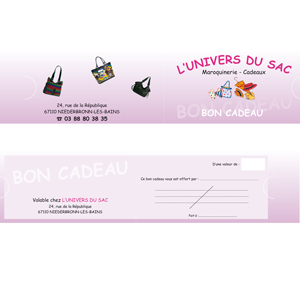 L'UNIVERS DU SAC
Maroquinerie - Cadeaux
BON CADEAU
24, rue de la République
67110 NIEDERBRONN-LES-BAINS
☎ 03 88 80 38 35
BON CADEAU
D'une valeur de :
Ce bon cadeau vous est offert par :
Valable chez L'UNIVERS DU SAC
24, rue de la République
67110 NIEDERBRONN-LES-BAINS
Fait à